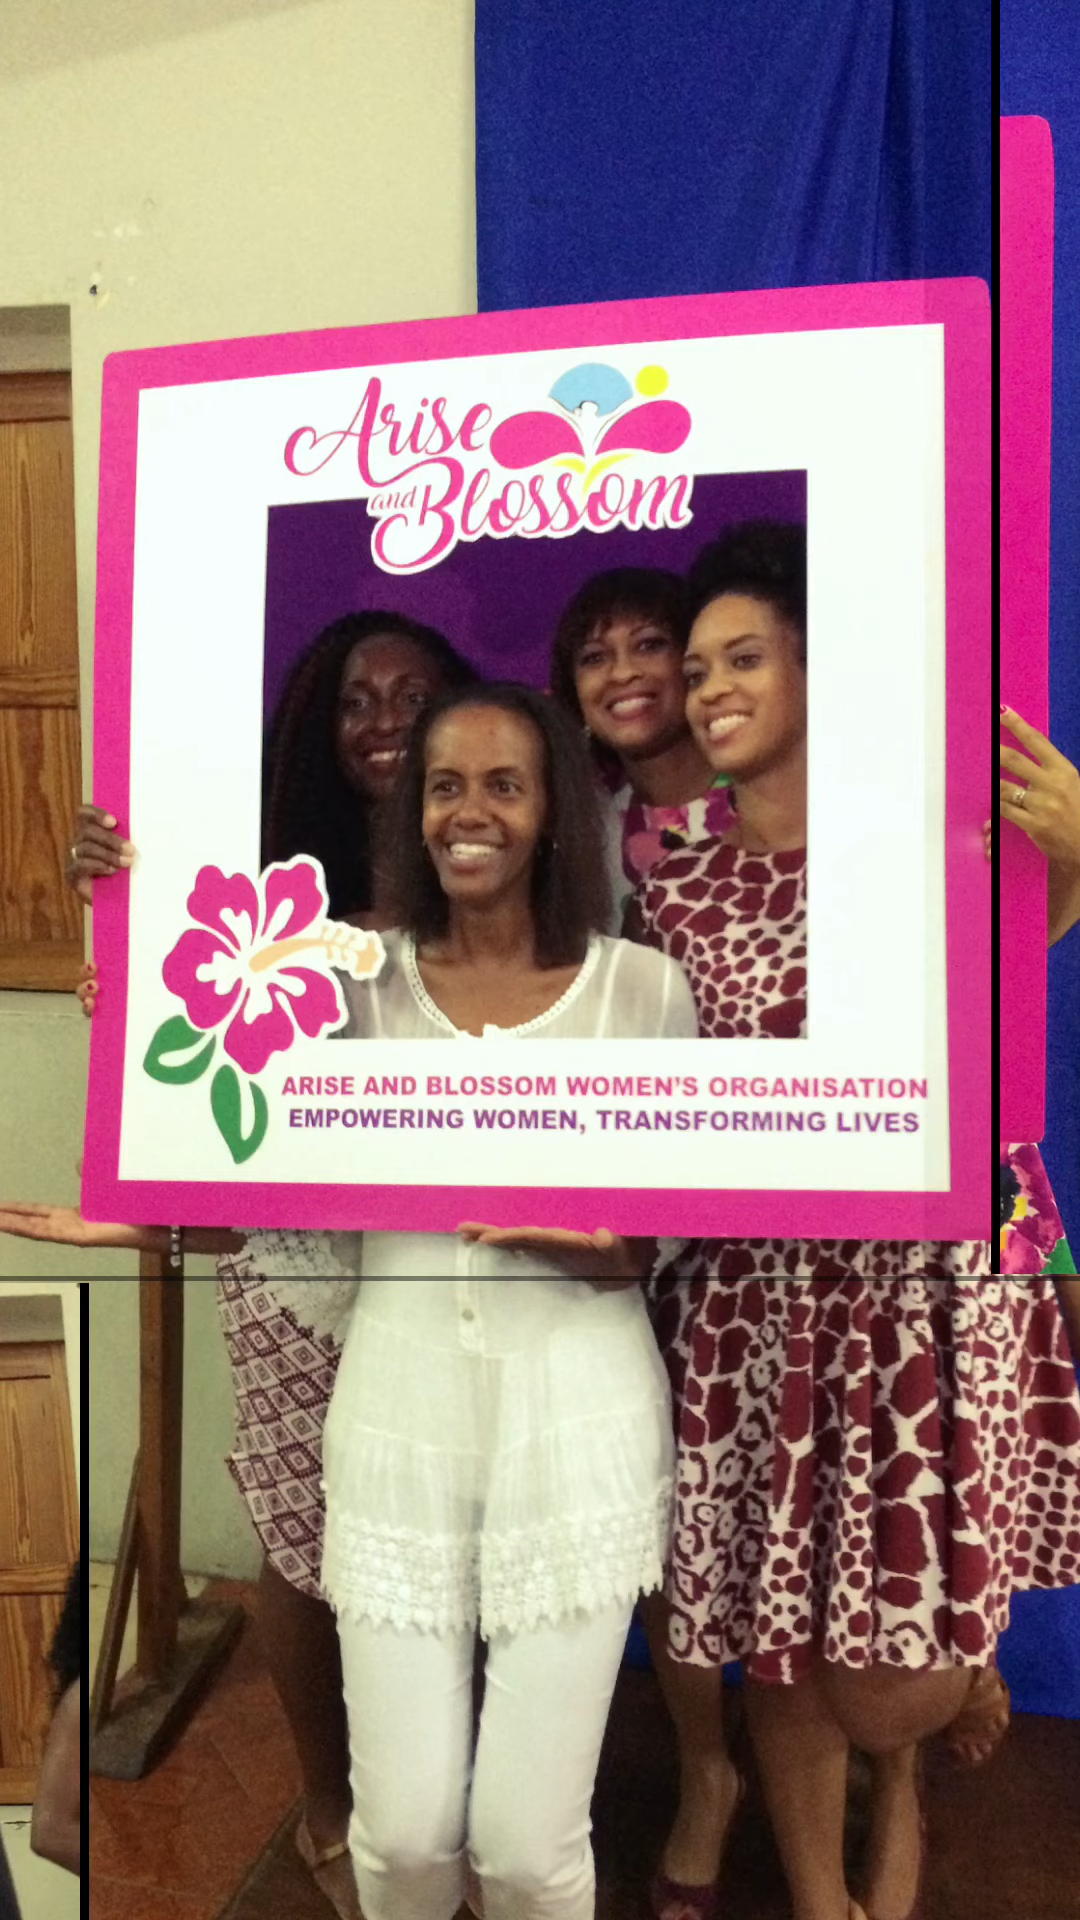 Arise
and Blossom
ARISE AND BLOSSOM WOMEN'S ORGANISATION
EMPOWERING WOMEN, TRANSFORMING LIVES